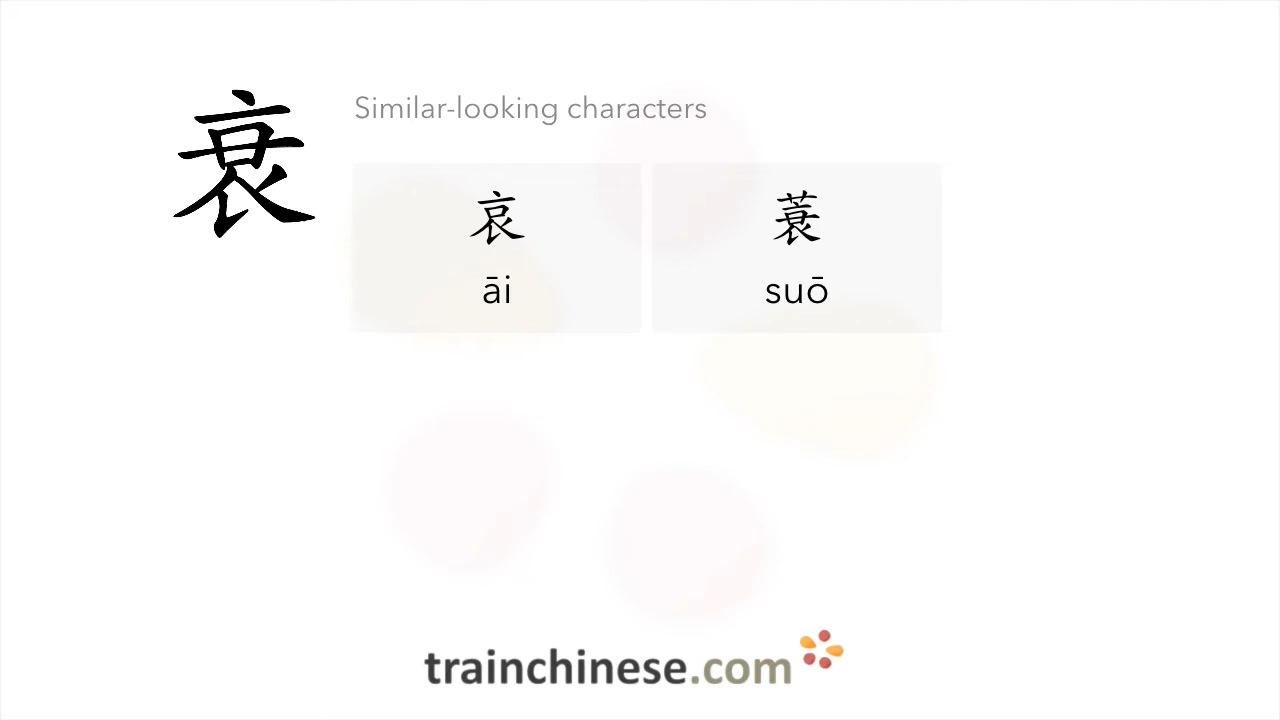 衰
Similar-looking characters
哀 蓑
āi suō
trainchinese.com